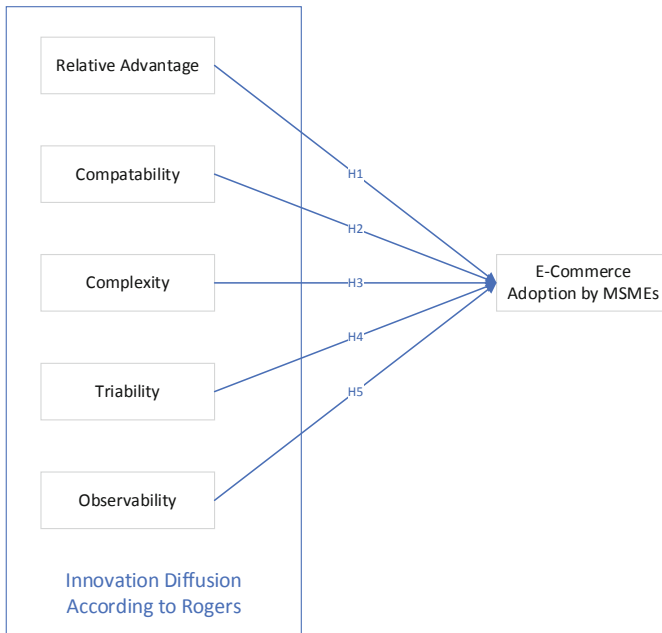 Relative Advantage
Compatability
Complexity
Triability
Observability
Innovation Diffusion
According to Rogers
H1
H2
H3
H4
H5
E-Commerce
Adoption by MSMEs